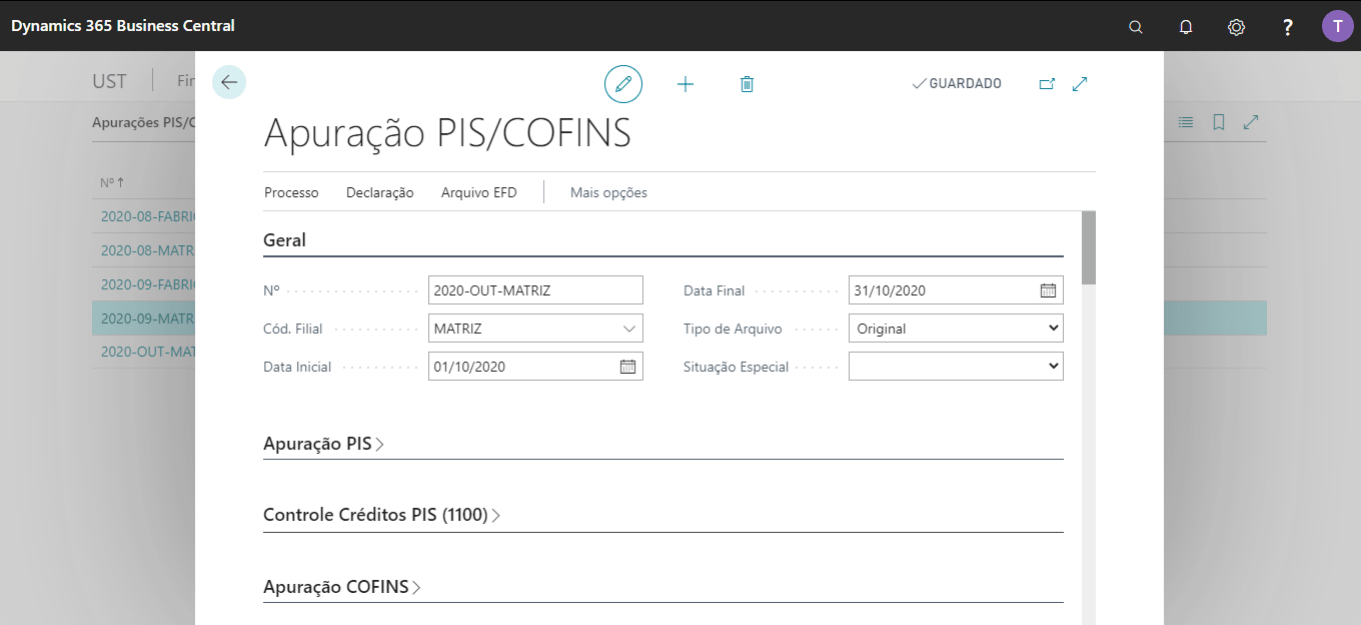 Dynamics 365 Business Central
T
UST
Apurações PIS/C
Nº ↑
2020-08-FABRI
2020-08-MATR
2020-09-FABRI
2020-09-MATR
2020-OUT-MAT
GUARDADO
Apuração PIS/COFINS
Processo Declaração Arquivo EFD Mais opções
Geral
Nº 2020-OUT-MATRIZ Data Final 31/10/2020
Cód. Filial MATRIZ Tipo de Arquivo Original
Data Inicial 01/10/2020 Situação Especial
Apuração PIS
Controle Créditos PIS (1100)
Apuração COFINS